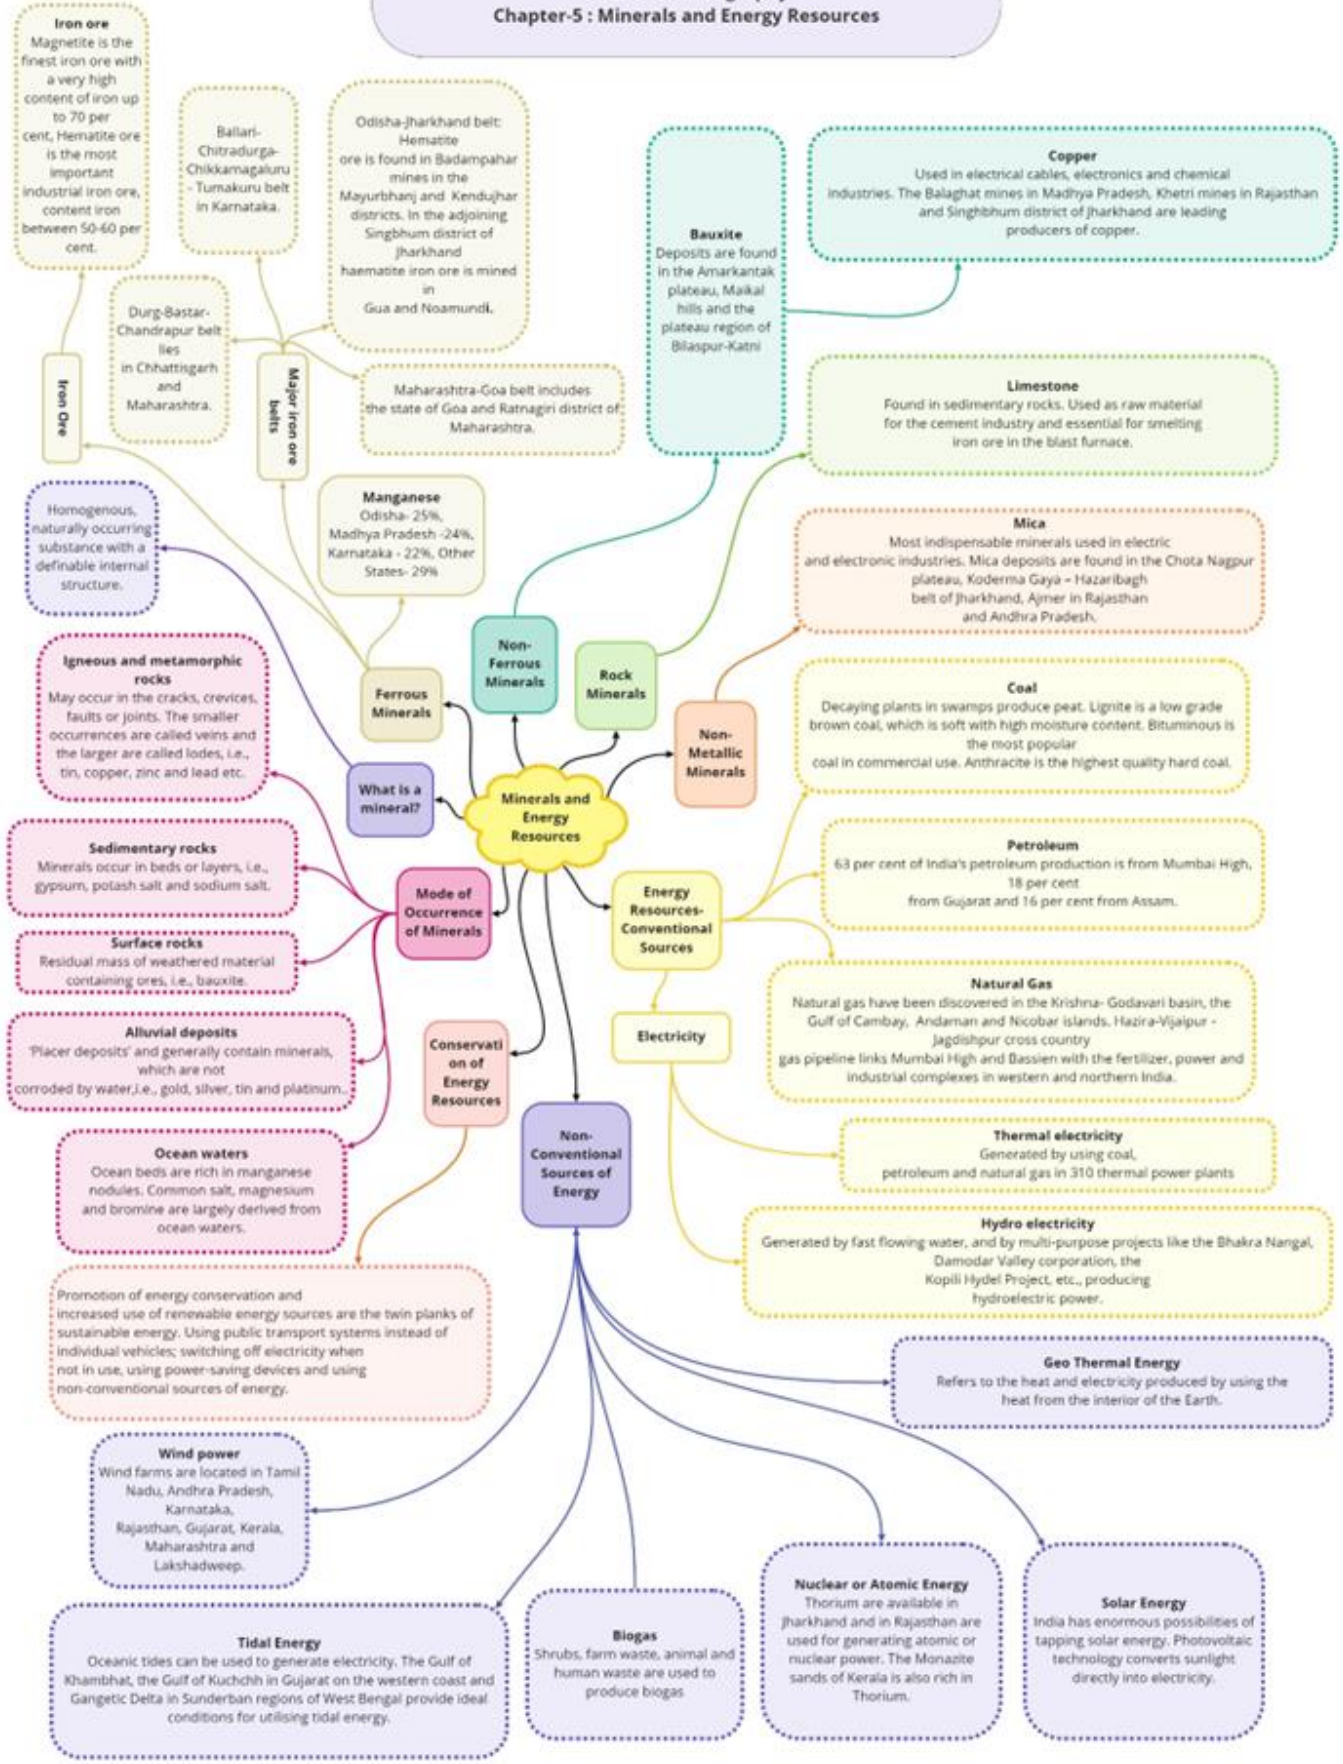 Chapter-5 : Minerals and Energy Resources
Iron ore
Magnetite is the
finest iron ore with
a very high
content of iron up
to 70 per
cent, Hematite ore
is the most
important
industrial iron ore,
content iron
between 50-60 per
cent.
Ballari-
Chitradurga-
Chikkamagaluru
- Tumakuru belt
in Karnataka.
Odisha-Jharkhand belt:
Hematite
ore is found in Badampahar
mines in the
Mayurbhanj and Kendujhar
districts. In the adjoining
Singbhum district of
Jharkhand
haematite iron ore is mined
in
Gua and Noamundi.
Durg-Bastar-
Chandrapur belt
lies
in Chhattisgarh
and
Maharashtra.
Iron Ore
Major iron ore
belts
Maharashtra-Goa belt includes
the state of Goa and Ratnagiri district of
Maharashtra.
Bauxite
Deposits are found
in the Amarkantak
plateau, Maikal
hills and the
plateau region of
Bilaspur-Katni
Copper
Used in electrical cables, electronics and chemical
industries. The Balaghat mines in Madhya Pradesh, Khetri mines in Rajasthan
and Singhbhum district of Jharkhand are leading
producers of copper.
Limestone
Found in sedimentary rocks. Used as raw material
for the cement industry and essential for smelting
iron ore in the blast furnace.
Homogenous,
naturally occurring
substance with a
definable internal
structure.
Manganese
Odisha- 25%,
Madhya Pradesh -24%,
Karnataka - 22%, Other
States- 29%
Mica
Most indispensable minerals used in electric
and electronic industries. Mica deposits are found in the Chota Nagpur
plateau, Koderma Gaya – Hazaribagh
belt of Jharkhand, Ajmer in Rajasthan
and Andhra Pradesh.
Ferrous
Minerals
Non-
Ferrous
Minerals
Rock
Minerals
Non-
Metallic
Minerals
Igneous and metamorphic
rocks
May occur in the cracks, crevices,
faults or joints. The smaller
occurrences are called veins and
the larger are called lodes, i.e.,
tin, copper, zinc and lead etc.
What is a
mineral?
Minerals and
Energy
Resources
Coal
Decaying plants in swamps produce peat. Lignite is a low grade
brown coal, which is soft with high moisture content. Bituminous is
the most popular
coal in commercial use. Anthracite is the highest quality hard coal.
Sedimentary rocks
Minerals occur in beds or layers, i.e.,
gypsum, potash salt and sodium salt.
Mode of
Occurrence
of Minerals
Energy
Resources-
Conventional
Sources
Petroleum
63 per cent of India's petroleum production is from Mumbai High,
18 per cent
from Gujarat and 16 per cent from Assam.
Surface rocks
Residual mass of weathered material
containing ores, i.e., bauxite.
Natural Gas
Natural gas have been discovered in the Krishna- Godavari basin, the
Gulf of Cambay, Andaman and Nicobar islands. Hazira-Vijaipur -
Jagdishpur cross country
gas pipeline links Mumbai High and Bassien with the fertilizer, power and
industrial complexes in western and northern India.
Alluvial deposits
'Placer deposits' and generally contain minerals,
which are not
corroded by water,i.e., gold, silver, tin and platinum..
Conservati
on of
Energy
Resources
Electricity
Ocean waters
Ocean beds are rich in manganese
nodules. Common salt, magnesium
and bromine are largely derived from
ocean waters.
Non-
Conventional
Sources of
Energy
Thermal electricity
Generated by using coal,
petroleum and natural gas in 310 thermal power plants
Hydro electricity
Generated by fast flowing water, and by multi-purpose projects like the Bhakra Nangal,
Damodar Valley corporation, the
Kopili Hydel Project, etc., producing
hydroelectric power.
Promotion of energy conservation and
increased use of renewable energy sources are the twin planks of
sustainable energy. Using public transport systems instead of
individual vehicles; switching off electricity when
not in use, using power-saving devices and using
non-conventional sources of energy.
Geo Thermal Energy
Refers to the heat and electricity produced by using the
heat from the interior of the Earth.
Wind power
Wind farms are located in Tamil
Nadu, Andhra Pradesh,
Karnataka,
Rajasthan, Gujarat, Kerala,
Maharashtra and
Lakshadweep.
Tidal Energy
Oceanic tides can be used to generate electricity. The Gulf of
Khambhat, the Gulf of Kuchchh in Gujarat on the western coast and
Gangetic Delta in Sunderban regions of West Bengal provide ideal
conditions for utilising tidal energy.
Biogas
Shrubs, farm waste, animal and
human waste are used to
produce biogas
Nuclear or Atomic Energy
Thorium are available in
Jharkhand and in Rajasthan are
used for generating atomic or
nuclear power. The Monazite
sands of Kerala is also rich in
Thorium.
Solar Energy
India has enormous possibilities of
tapping solar energy. Photovoltaic
technology converts sunlight
directly into electricity.